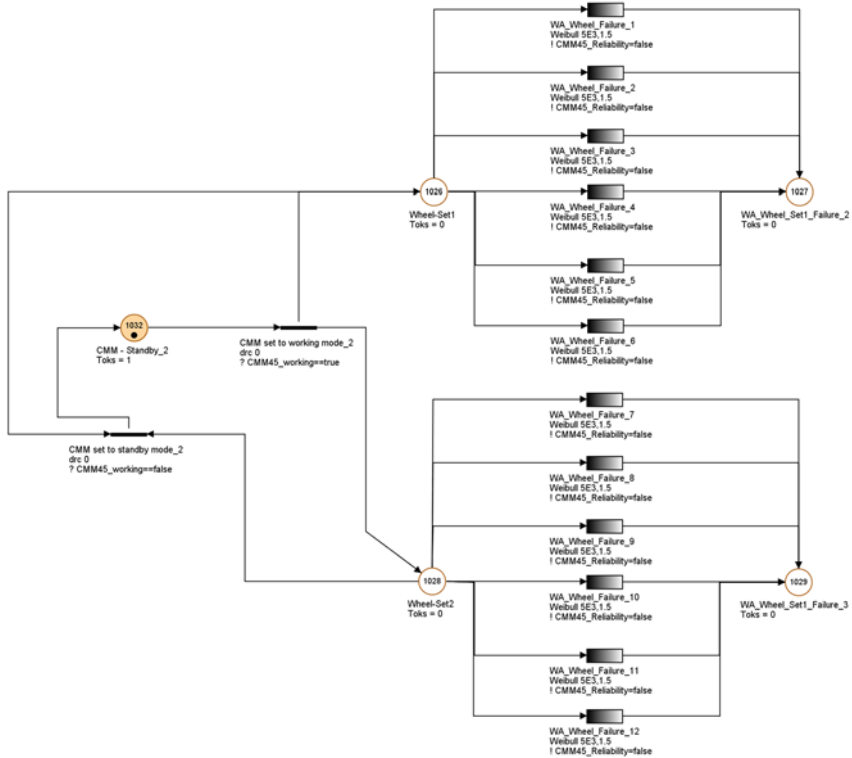 WA_Wheel_Failure_1
Weibull 5E3,1.5
! CMM45_Reliability=false
WA_Wheel_Failure_2
Weibull 5E3,1.5
! CMM45_Reliability=false
WA_Wheel_Failure_3
Weibull 5E3,1.5
! CMM45_Reliability=false
1026
Wheel-Set1
Toks = 0
WA_Wheel_Failure_4
Weibull 5E3,1.5
! CMM45_Reliability=false
1027
WA_Wheel_Set1_Failure_2
Toks = 0
WA_Wheel_Failure_5
Weibull 5E3,1.5
! CMM45_Reliability=false
WA_Wheel_Failure_6
Weibull 5E3,1.5
! CMM45_Reliability=false
1032
CMM - Standby_2
Toks = 1
CMM set to working mode_2
drc 0
? CMM45_working==true
CMM set to standby mode_2
drc 0
? CMM45_working==false
WA_Wheel_Failure_7
Weibull 5E3,1.5
! CMM45_Reliability=false
WA_Wheel_Failure_8
Weibull 5E3,1.5
! CMM45_Reliability=false
WA_Wheel_Failure_9
Weibull 5E3,1.5
! CMM45_Reliability=false
1028
Wheel-Set2
Toks = 0
WA_Wheel_Failure_10
Weibull 5E3,1.5
! CMM45_Reliability=false
1029
WA_Wheel_Set1_Failure_3
Toks = 0
WA_Wheel_Failure_11
Weibull 5E3,1.5
! CMM45_Reliability=false
WA_Wheel_Failure_12
Weibull 5E3,1.5
! CMM45_Reliability=false